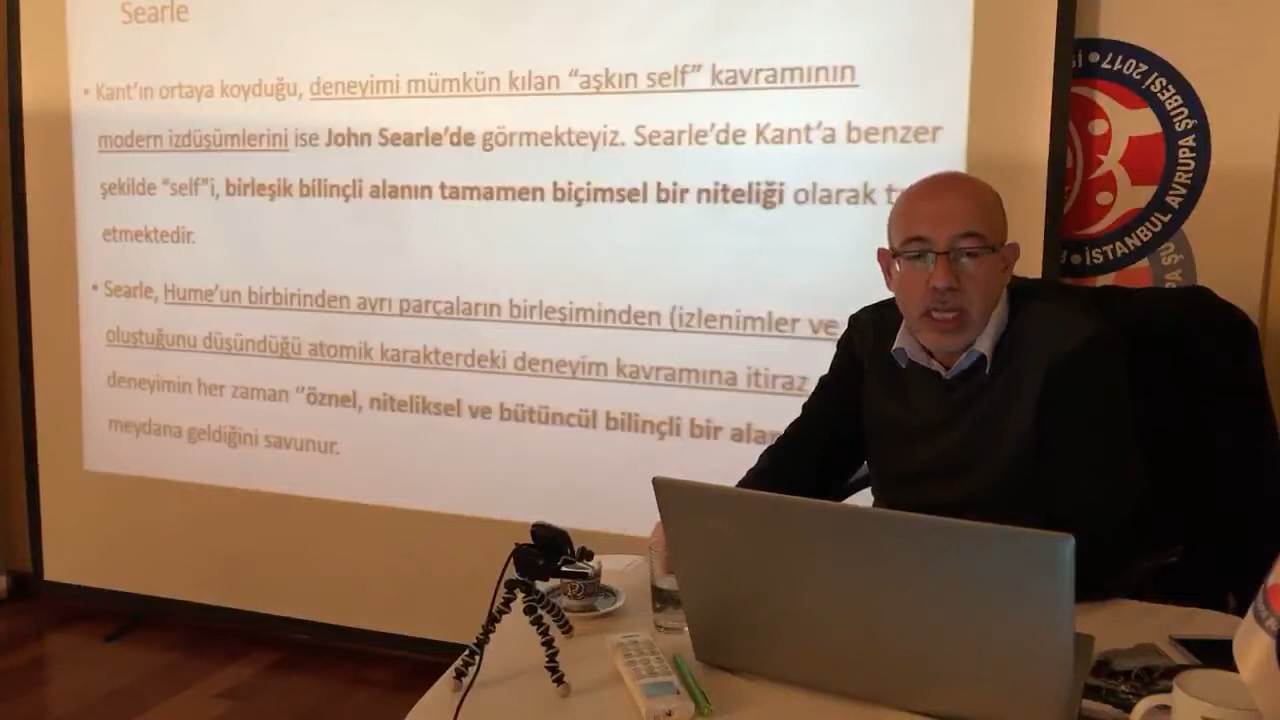 Searle
• Kant'ın ortaya koyduğu, deneyimi mümkün kılan “aşkın self” kavramının
modern izdüşümlerini ise John Searle'de görmekteyiz. Searle'de Kant'a benzer
şekilde “self”i, birleşik bilinçli alanın tamamen biçimsel bir niteliği olarak
etmektedir.
• Searle, Hume'un birbirinden ayrı parçaların birleşiminden (izlenimler ve
oluştuğunu düşündüğü atomik karakterdeki deneyim kavramına itiraz
deneyimin her zaman “öznel, niteliksel ve bütüncül bilinçli bir
meydana geldiğini savunur.
İSTANBUL AVRUPA ŞUBESİ 2017